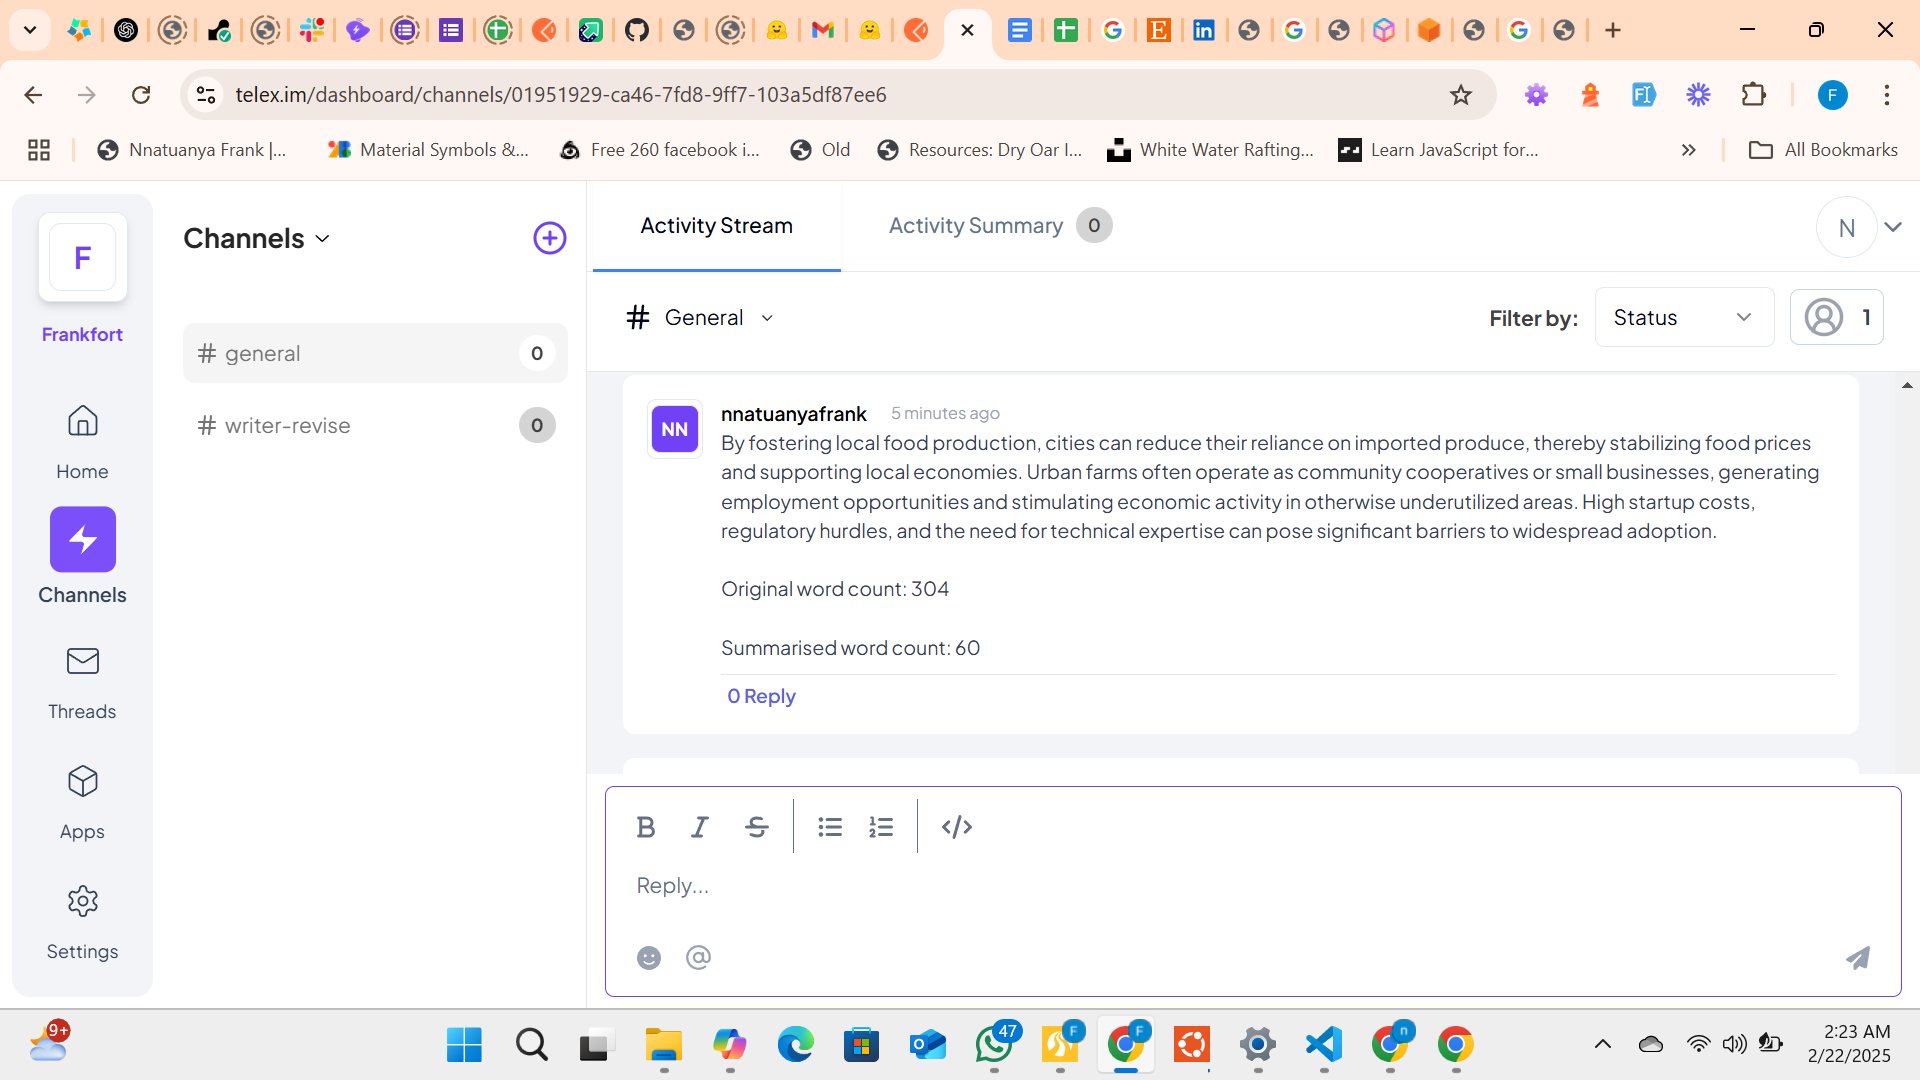 telex.im/dashboard/channels/01951929-ca46-7fd8-9ff7-103a5df87ee6
F
Nnatuanya Frank |...
Material Symbols &...
Free 260 facebook i...
Old
Resources: Dry Oar I...
White Water Rafting...
Learn JavaScript for...
All Bookmarks
F
Frankfort
Home
Channels
Threads
Apps
Settings
Channels
# general 0
# writer-revise 0
Activity Stream
Activity Summary 0
N
# General
Filter by:
Status
1
NN
nnatuanyafrank 5 minutes ago
By fostering local food production, cities can reduce their reliance on imported produce, thereby stabilizing food prices
and supporting local economies. Urban farms often operate as community cooperatives or small businesses, generating
employment opportunities and stimulating economic activity in otherwise underutilized areas. High startup costs,
regulatory hurdles, and the need for technical expertise can pose significant barriers to widespread adoption.
Original word count: 304
Summarised word count: 60
0 Reply
Reply...
9+
47
F
F
n
2:23 AM
2/22/2025